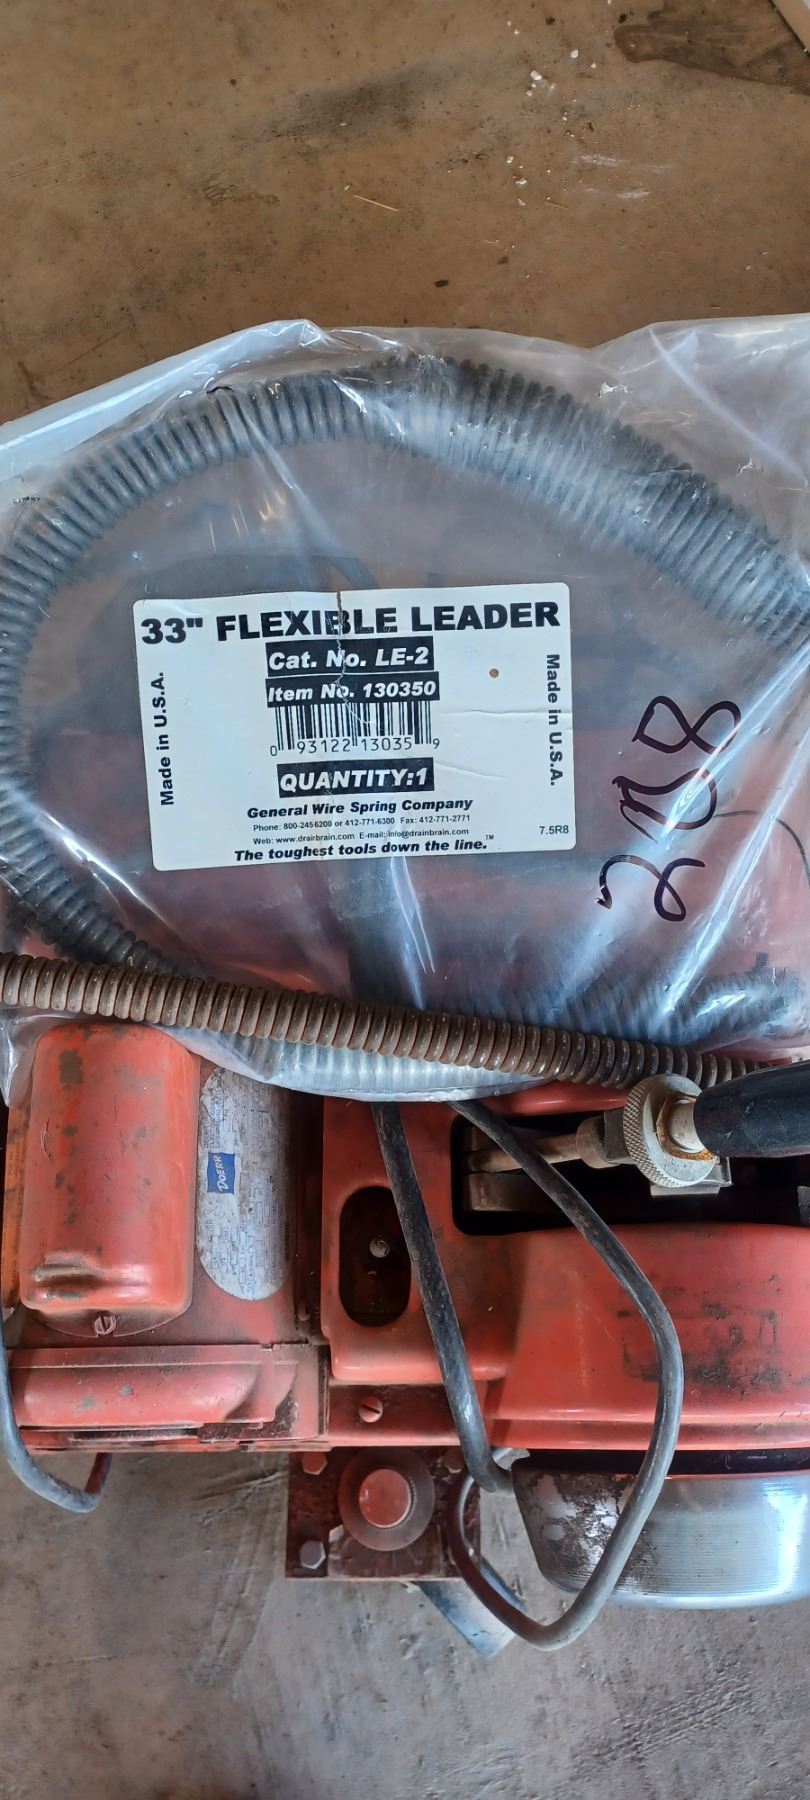 33" FLEXIBLE LEADER
Cat. No. LE-2
Item No. 130350
0 93122 13035 9
QUANTITY:1
General Wire Spring Company
Phone: 800-245 6200 or 412-771-6300 Fax: 412-771-2771
Web: www.drainbrain.com E-mail: info@drainbrain.com
The toughest tools down the line.™
7.5R8
Made in U.S.A.
Made in U.S.A.
DOERR